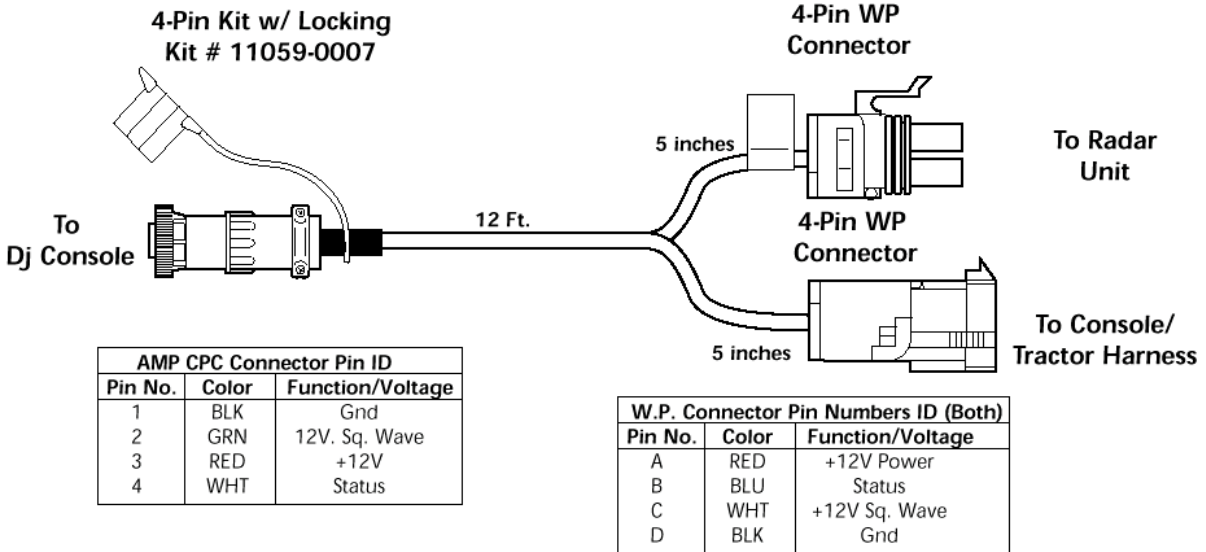 4-Pin Kit w/ Locking
Kit # 11059-0007
4-Pin WP
Connector
5 inches
To Radar
Unit
To
Dj Console
12 Ft.
4-Pin WP
Connector
5 inches
To Console/
Tractor Harness
AMP CPC Connector Pin ID
Pin No. Color Function/Voltage
1 BLK Gnd
2 GRN 12V. Sq. Wave
3 RED +12V
4 WHT Status
W.P. Connector Pin Numbers ID (Both)
Pin No. Color Function/Voltage
A RED +12V Power
B BLU Status
C WHT +12V Sq. Wave
D BLK Gnd